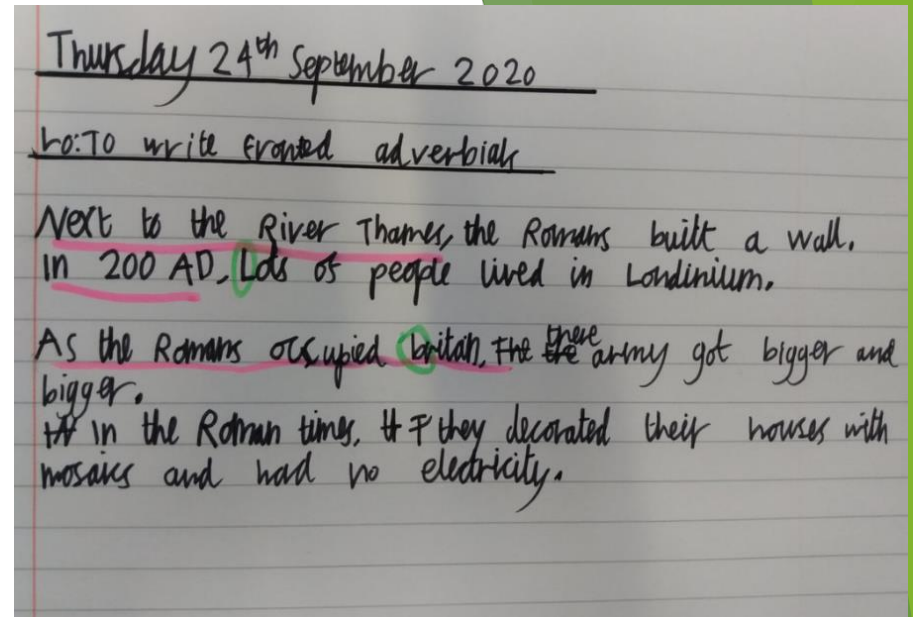 Thursday 24th September 2020
Lo: To write fronted adverbials
Next to the River Thames, the Romans built a wall.
In 200 AD, Lots of people lived in Londinium.
As the Romans occupied britain, there army got bigger and
bigger.
in the Roman times, they decorated their houses with
mosaics and had no electricity.